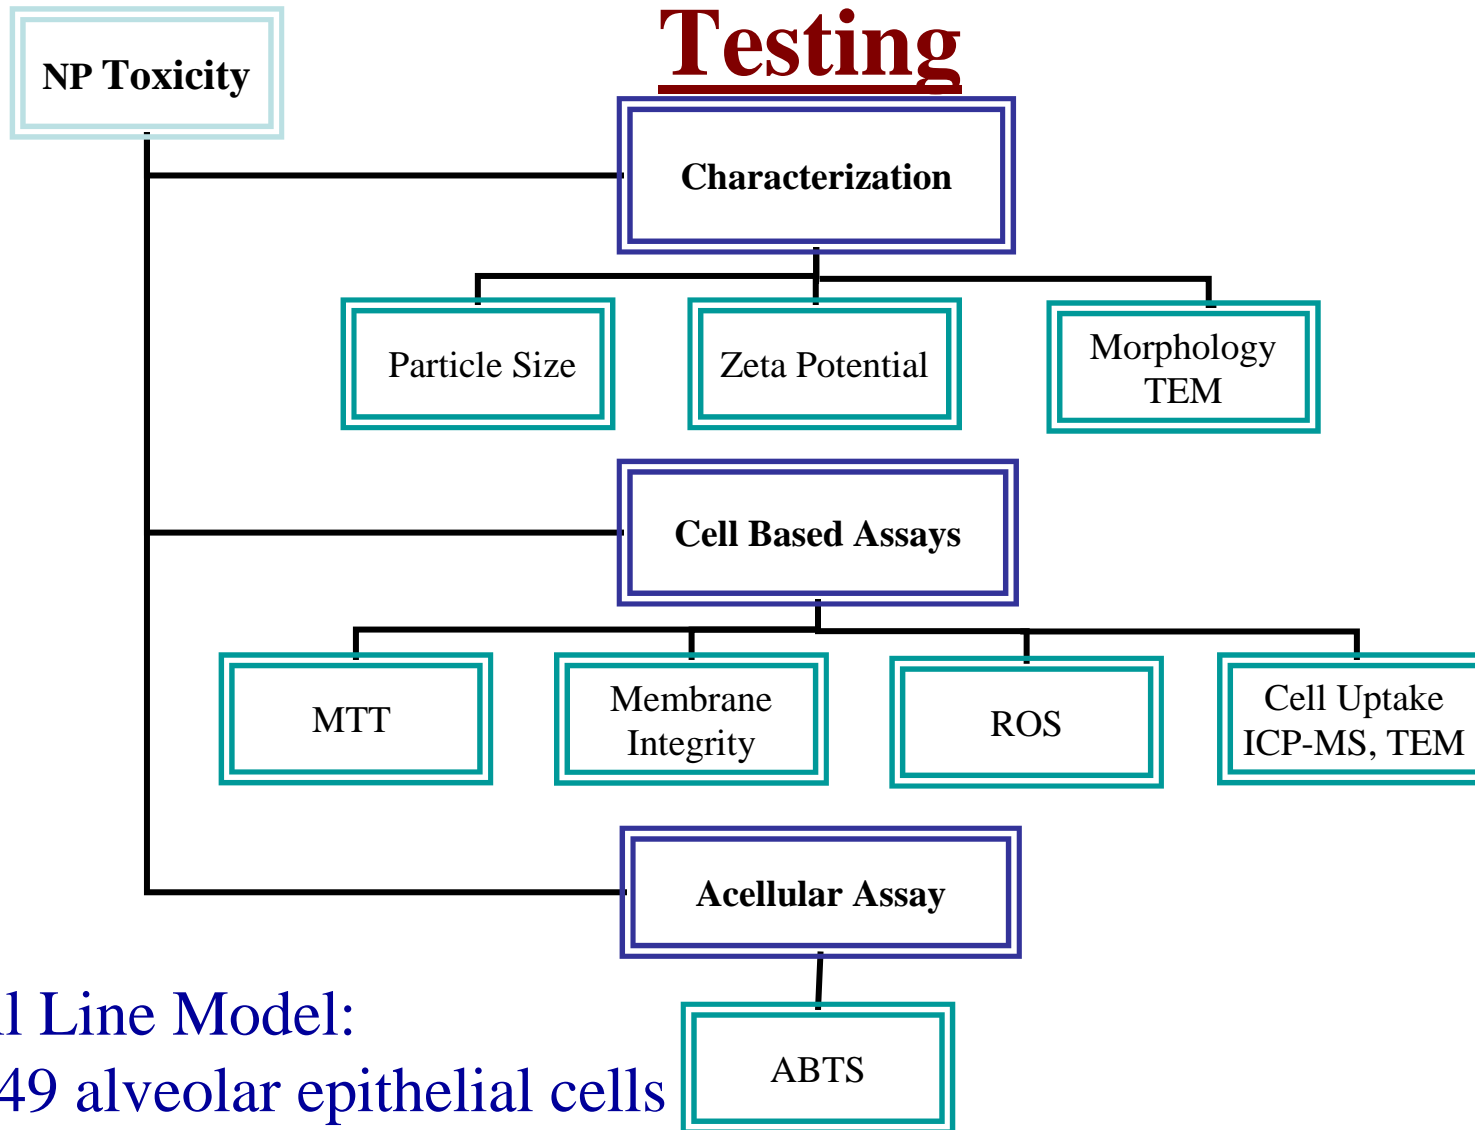 Testing
NP Toxicity
Characterization
Particle Size
Zeta Potential
Morphology
TEM
Cell Based Assays
MTT
Membrane
Integrity
ROS
Cell Uptake
ICP-MS, TEM
Acellular Assay
ABTS
Line Model:
49 alveolar epithelial cells